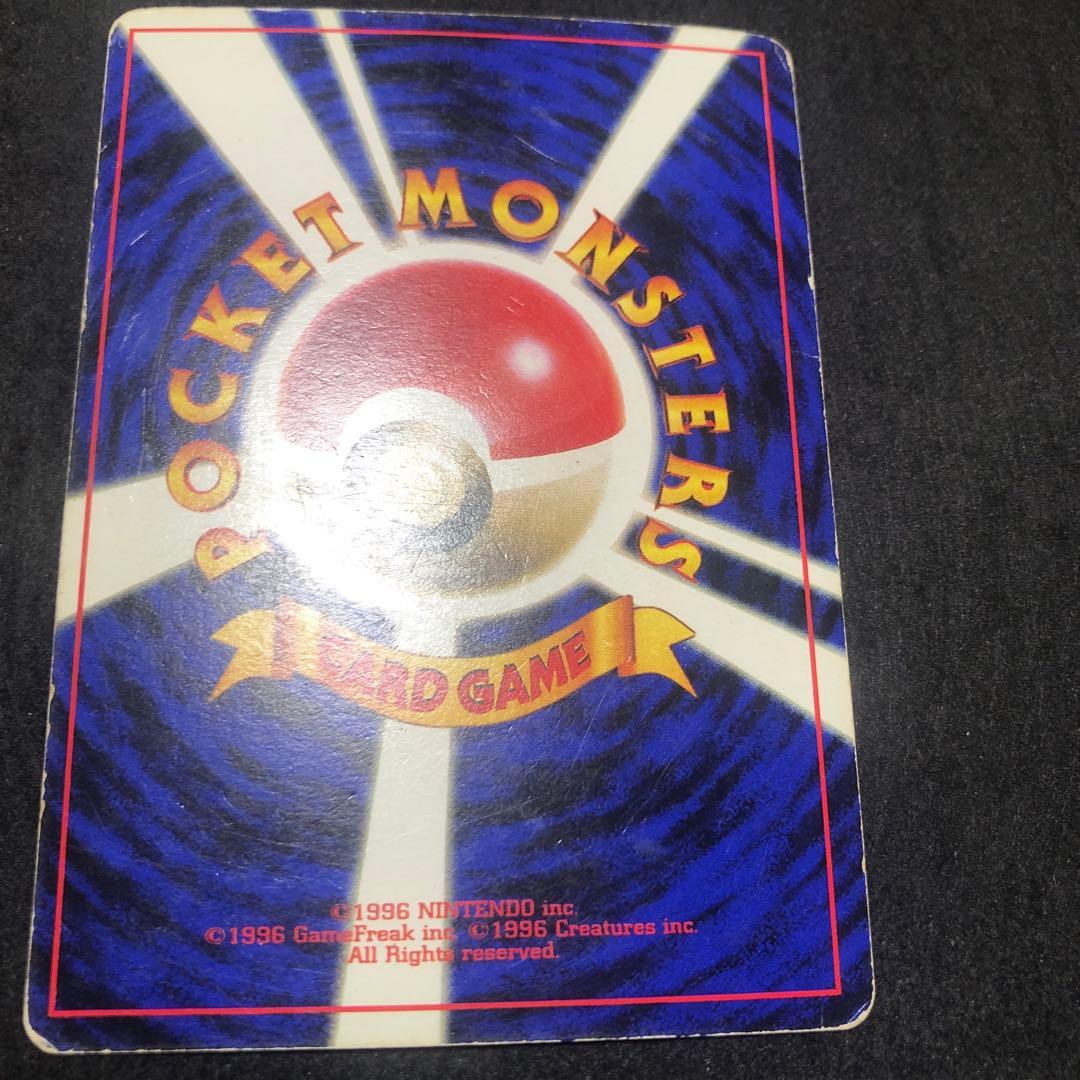 POCKET MONSTERS
CARD GAME
©1996 NINTENDO inc.
©1996 GameFreak inc. ©1996 Creatures inc.
All Rights reserved.